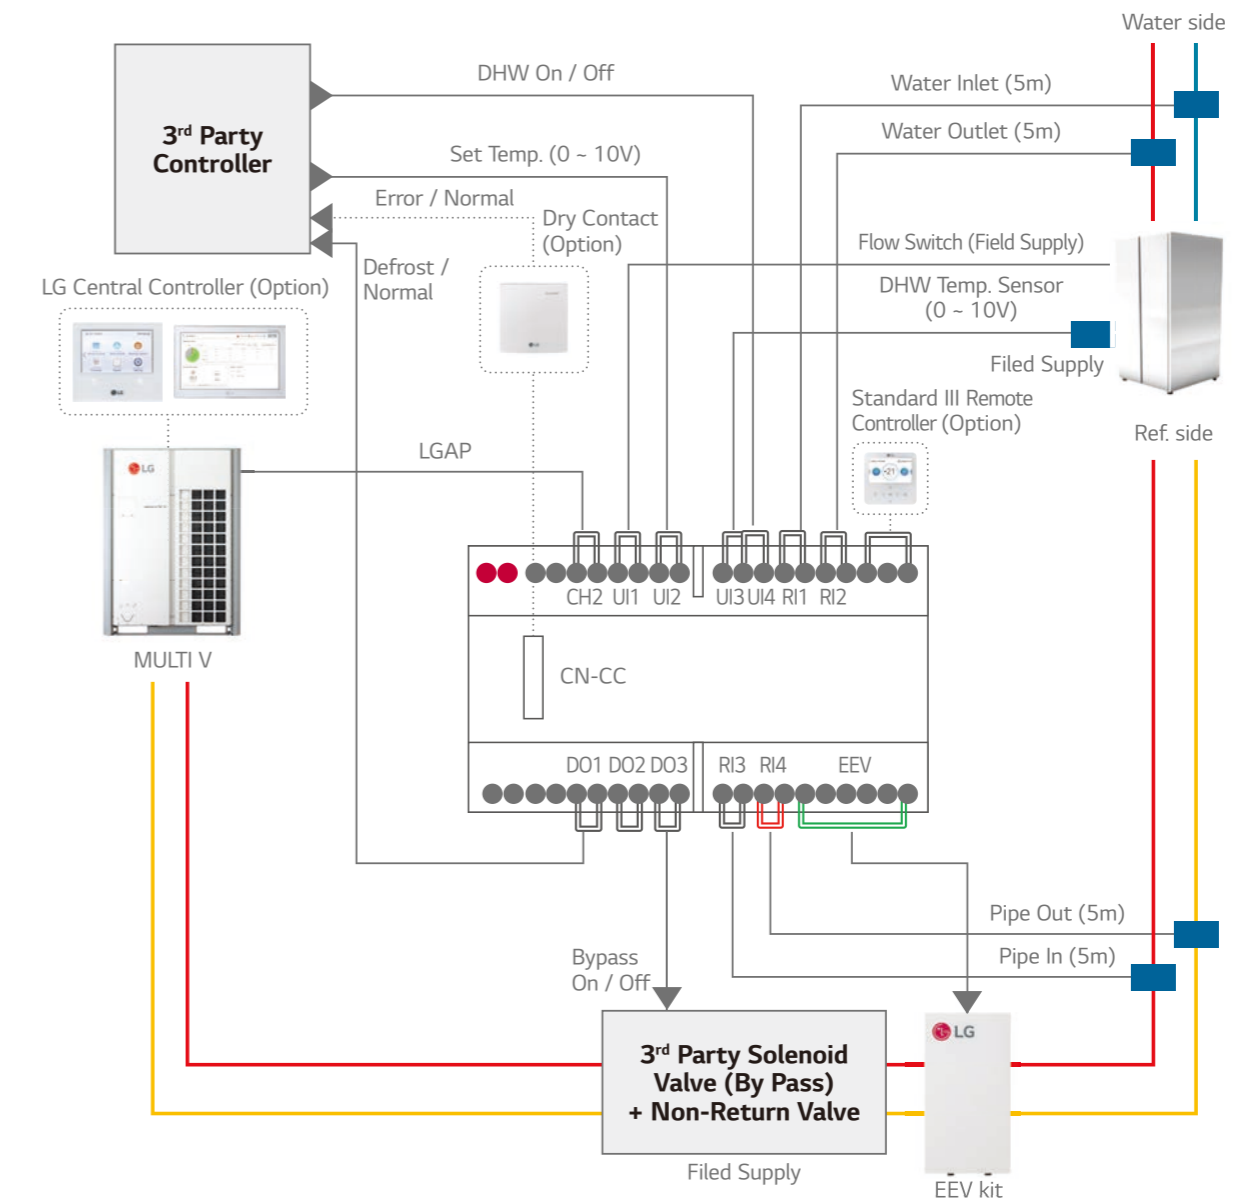 Water side
DHW On / Off
Water Inlet (5m)
3rd Party
Controller
Water Outlet (5m)
Set Temp. (0 ~ 10V)
Error / Normal
Dry Contact
(Option)
Flow Switch (Field Supply)
Defrost /
Normal
LG Central Controller (Option)
DHW Temp. Sensor
(0 ~ 10V)
Filed Supply
Standard III Remote
Controller (Option)
Ref. side
LGAP
LG
CH2 UI1 UI2 UI3 UI4 RI1 RI2
MULTI V
CN-CC
DO1 DO2 DO3 RI3 RI4 EEV
Pipe Out (5m)
Bypass
On / Off
Pipe In (5m)
LG
3rd Party Solenoid
Valve (By Pass)
+ Non-Return Valve
Filed Supply
EEV kit